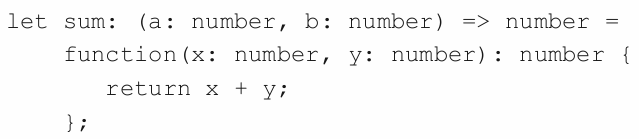 let sum: (a: number, b: number) => number =
    function(x: number, y: number): number {
       return x + y;
    };